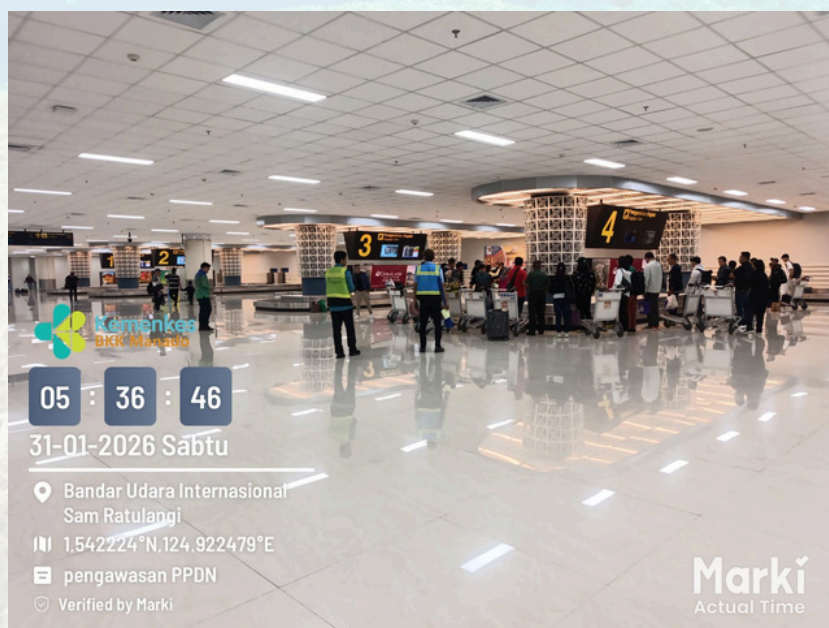 1
2
3
4
Kemenkes
BKK Manado
05 : 36 : 46
31-01-2026 Sabtu
Bandar Udara Internasional
Sam Ratulangi
1,542224°N,124,922479°E
pengawasan PPDN
Verified by Marki
Marki
Actual Time